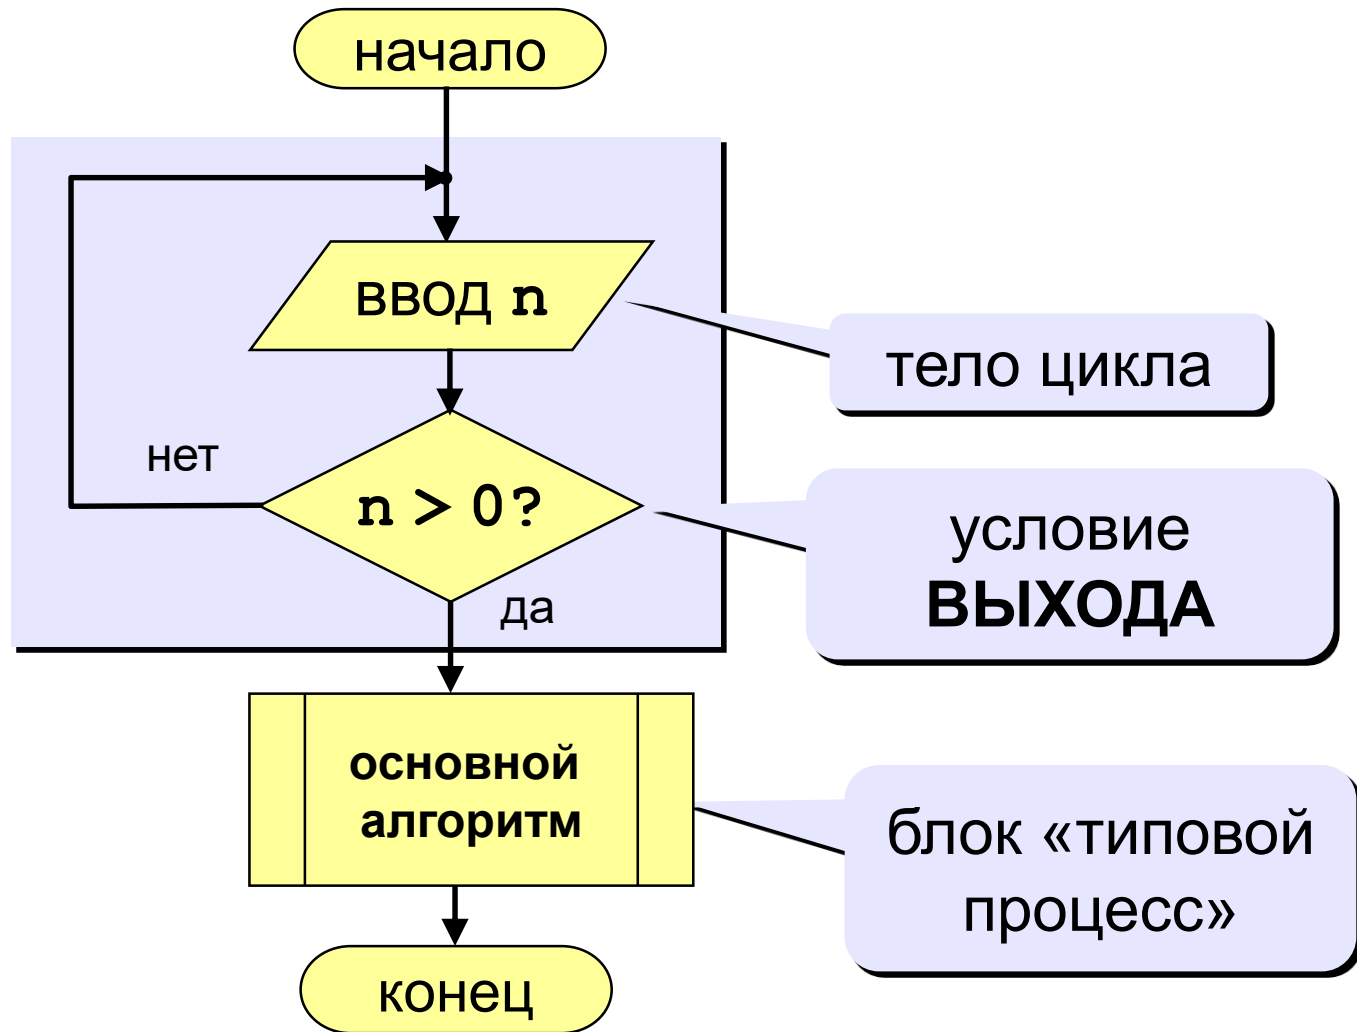 начало
ввод n
тело цикла
нет
n > 0?
условие
ВЫХОДА
да
основной
алгоритм
блок «типовой
процесс»
конец